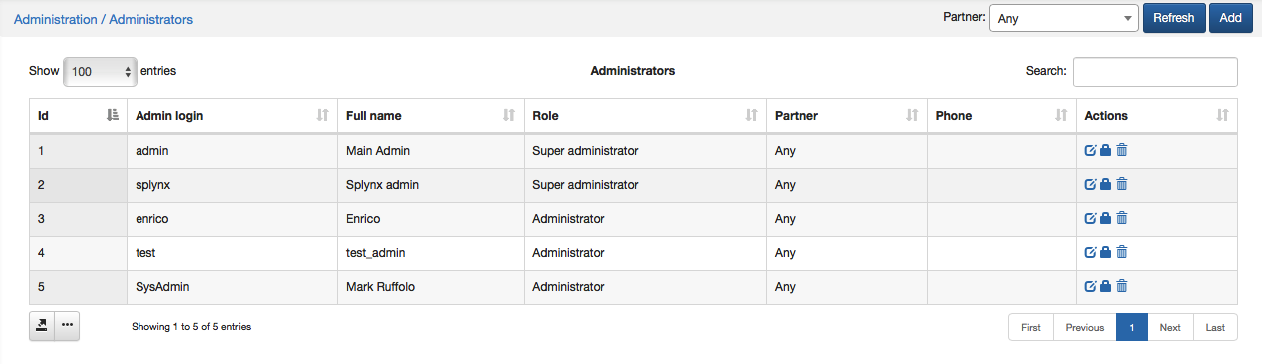 Administration / Administrators Partner: Any Refresh Add
Show 100 entries Administrators Search:
Id Admin login Full name Role Partner Phone Actions
1 admin Main Admin Super administrator Any
2 splynx Splynx admin Super administrator Any
3 enrico Enrico Administrator Any
4 test test_admin Administrator Any
5 SysAdmin Mark Ruffolo Administrator Any
Showing 1 to 5 of 5 entries First Previous 1 Next Last